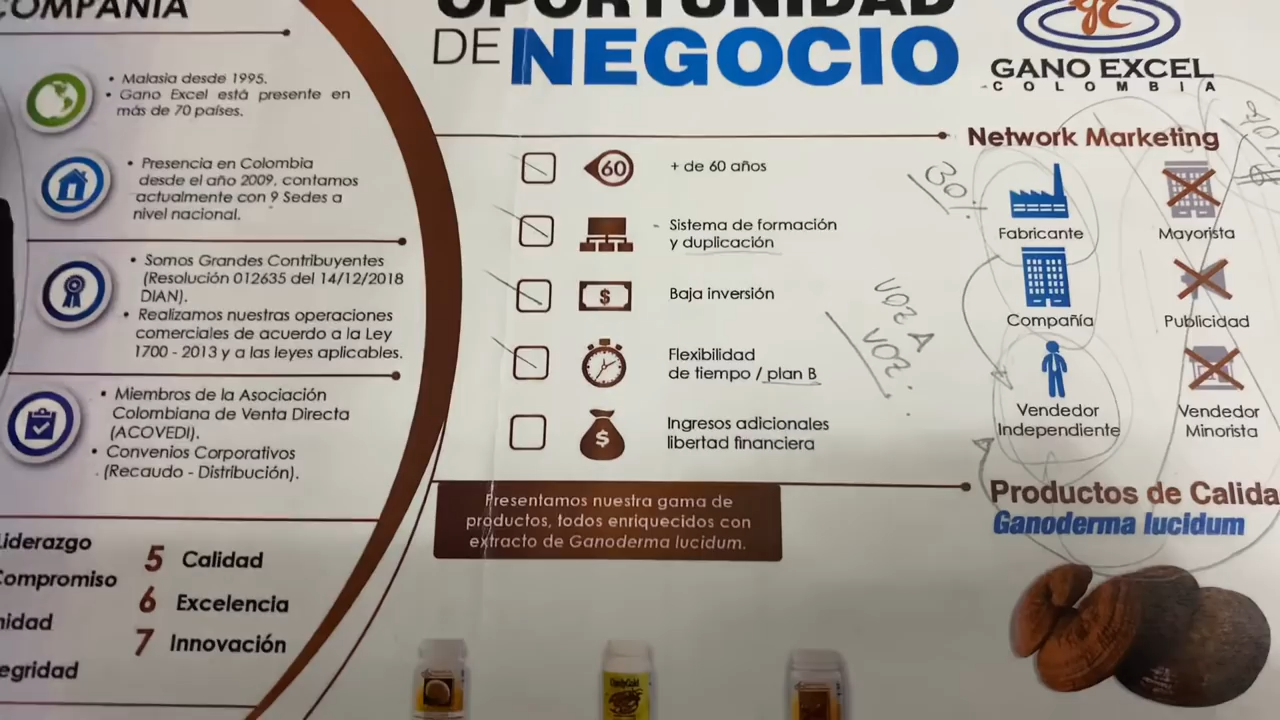 COMPAÑÍA
• Malasia desde 1995.
• Gano Excel está presente en
más de 70 países.
• Presencia en Colombia
desde el año 2009, contamos
actualmente con 9 Sedes a
nivel nacional.
• Somos Grandes Contribuyentes
(Resolución 012635 del 14/12/2018
DIAN).
• Realizamos nuestras operaciones
comerciales de acuerdo a la Ley
1700 - 2013 y a las leyes aplicables.
• Miembros de la Asociación
Colombiana de Venta Directa
(ACOVEDI).
• Convenios Corporativos
(Recaudo - Distribución).
Liderazgo
Compromiso
nidad
egridad
5 Calidad
6 Excelencia
7 Innovación
OPORTUNIDAD
DE NEGOCIO
60 + de 60 años
Sistema de formación
y duplicación
$ Baja inversión
Flexibilidad
de tiempo / plan B
$ Ingresos adicionales
libertad financiera
VOZ A
VOZ.
Presentamos nuestra gama de
productos, todos enriquecidos con
extracto de Ganoderma lucidum.
GANO EXCEL
COLOMBIA
Network Marketing
30%
Fabricante
Mayorista
Compañía
Publicidad
Vendedor
Independiente
Vendedor
Minorista
Productos de Calida
Ganoderma lucidum